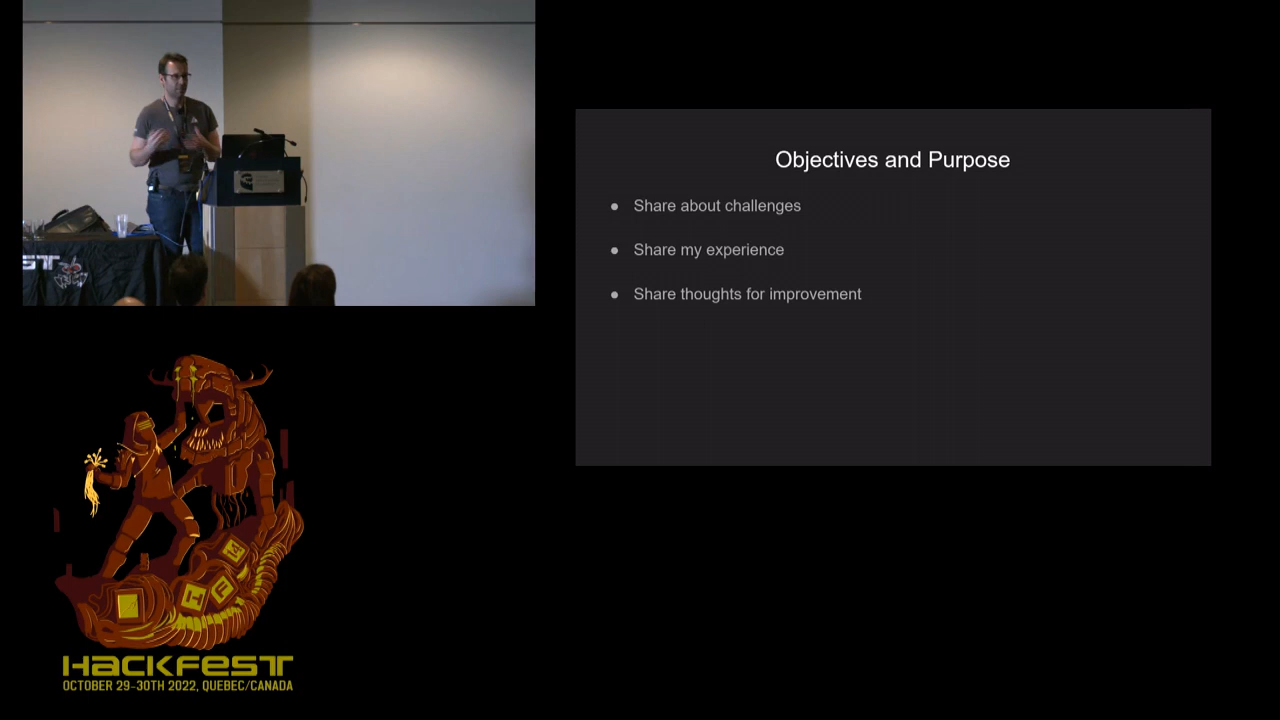 Objectives and Purpose
● Share about challenges
● Share my experience
● Share thoughts for improvement
ST
HACKFEST
OCTOBER 29-30TH 2022, QUEBEC/CANADA